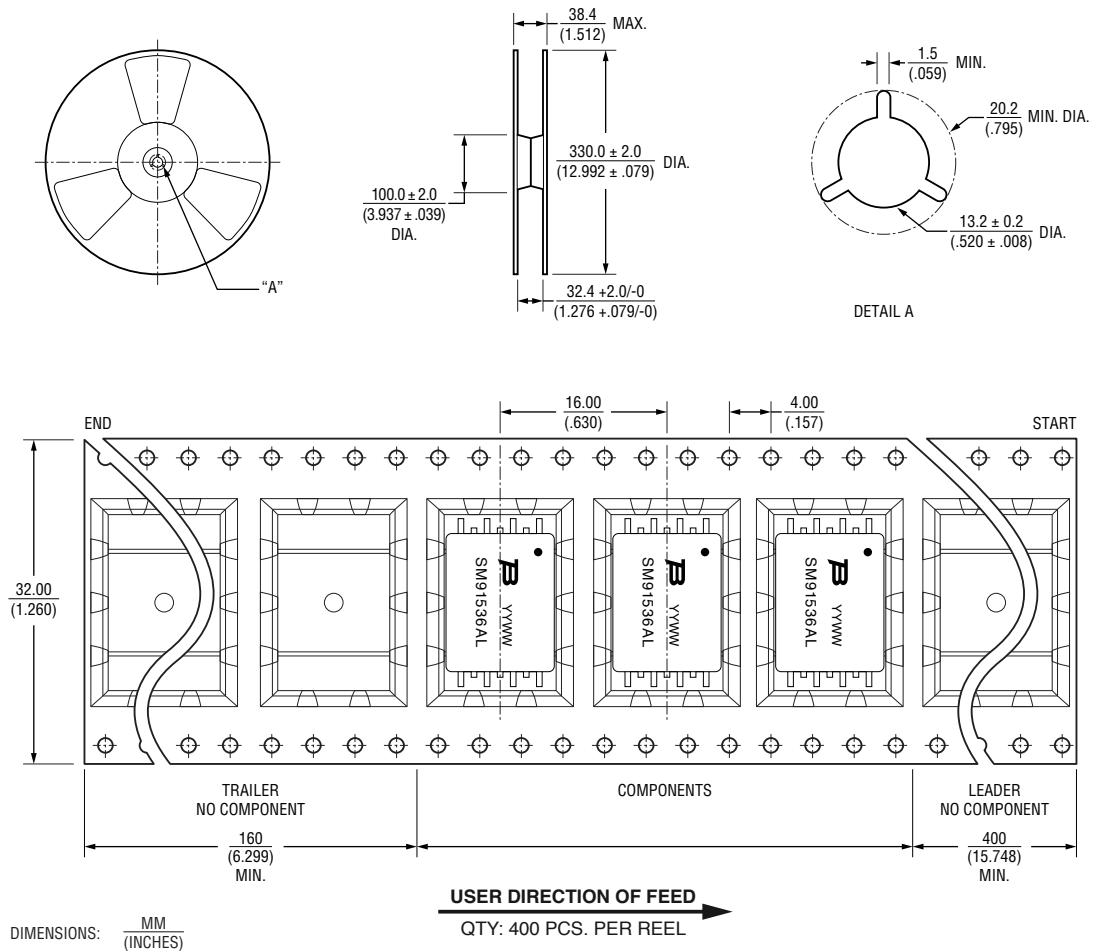 38.4
(1.512)
MAX.
1.5
(.059)
MIN.
20.2
(.795)
MIN. DIA.
330.0 ± 2.0
(12.992 ± .079)
DIA.
100.0 ± 2.0
(3.937 ± .039)
DIA.
13.2 ± 0.2
(.520 ± .008)
DIA.
"A"
32.4 +2.0/-0
(1.276 +.079/-0)
DETAIL A
END
16.00
(.630)
4.00
(.157)
START
32.00
(1.260)
YYWW
SM91536AL
YYWW
SM91536AL
YYWW
SM91536AL
TRAILER
NO COMPONENT
COMPONENTS
LEADER
NO COMPONENT
160
(6.299)
MIN.
400
(15.748)
MIN.
USER DIRECTION OF FEED
QTY: 400 PCS. PER REEL
DIMENSIONS:
MM
(INCHES)